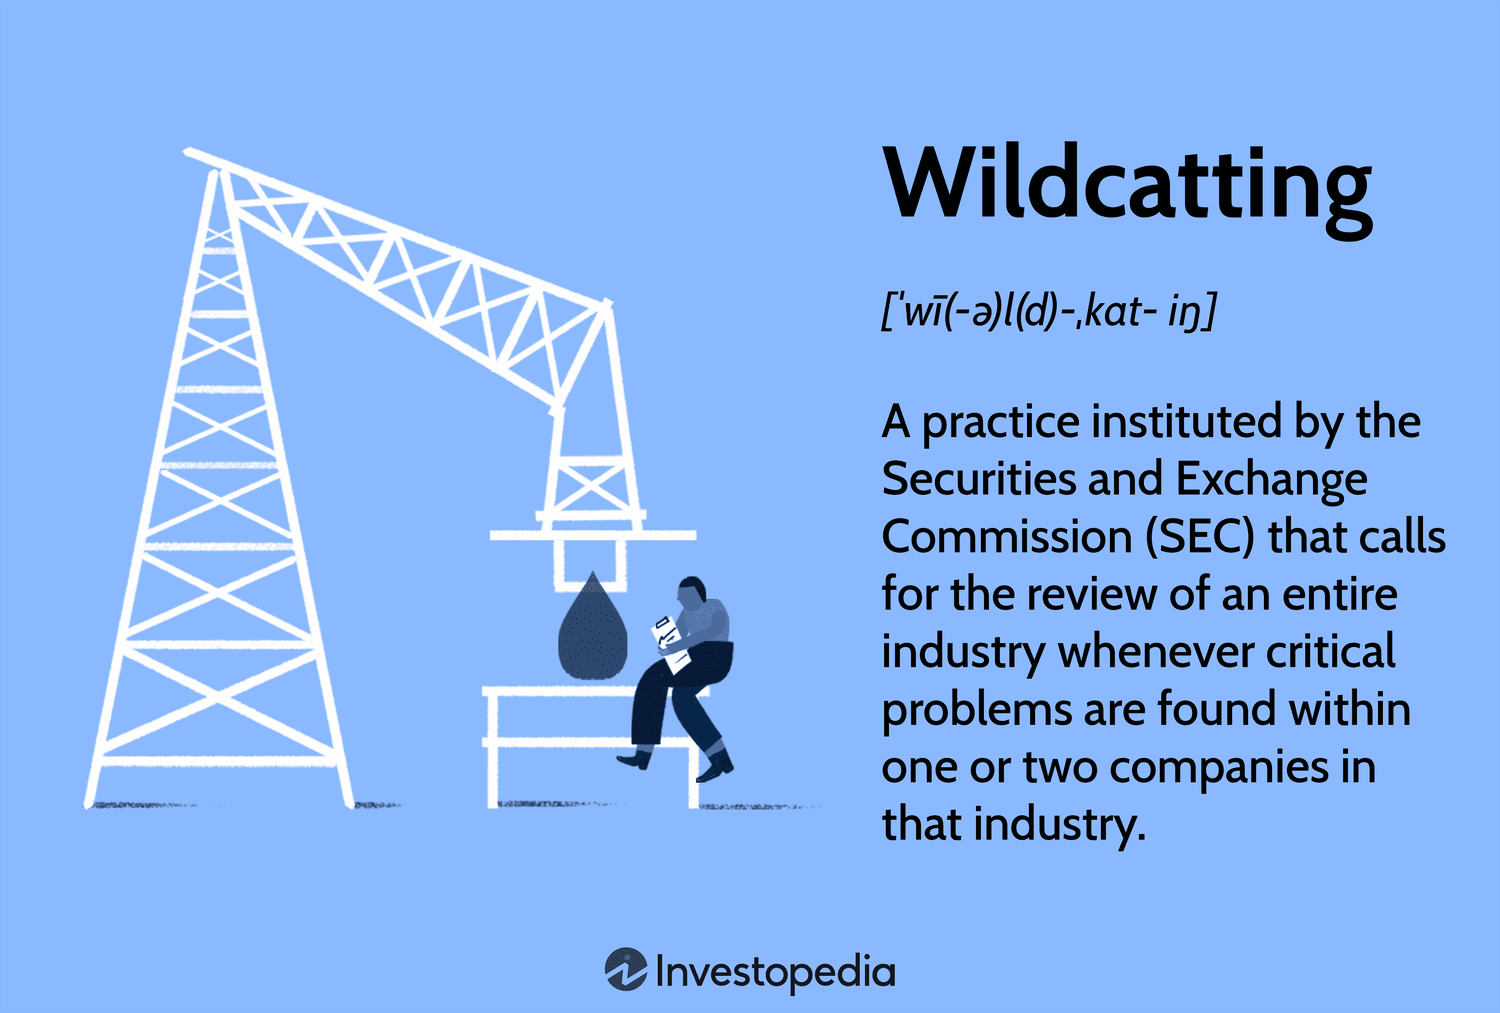 Wildcatting
[ˈwī(-ə)l(d)-ˌkat- iŋ]
A practice instituted by the
Securities and Exchange
Commission (SEC) that calls
for the review of an entire
industry whenever critical
problems are found within
one or two companies in
that industry.
Investopedia